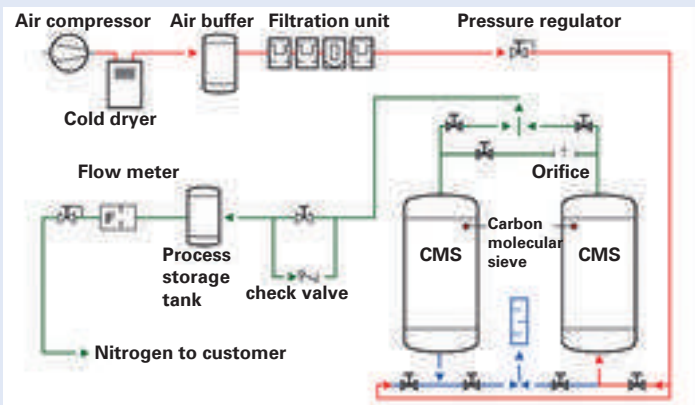 Air compressor
Air buffer
Filtration unit
Pressure regulator
Cold dryer
Flow meter
Orifice
F
Process
storage
tank
check valve
CMS
Carbon
molecular
sieve
CMS
Nitrogen to customer